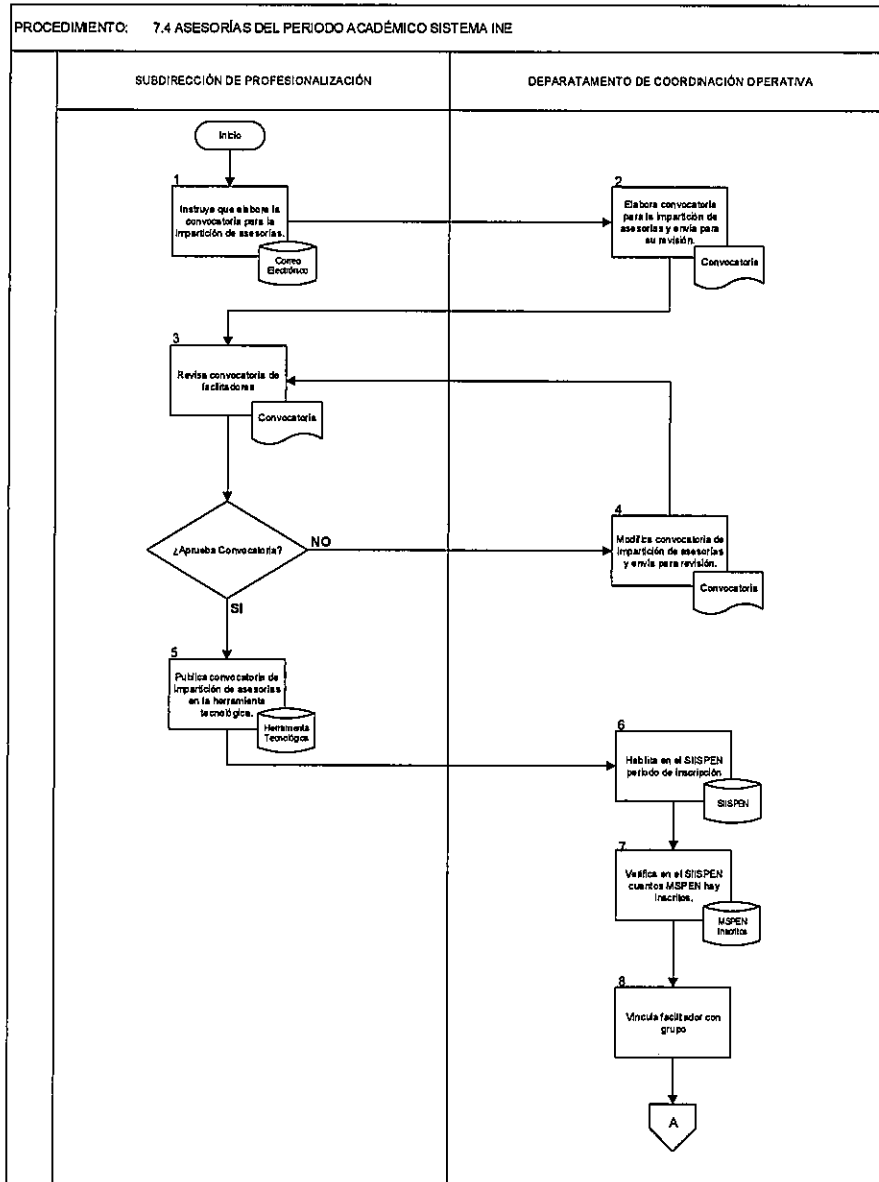 PROCEDIMIENTO: 7.4 ASESORÍAS DEL PERIODO ACADÉMICO SISTEMA INE
SUBDIRECCIÓN DE PROFESIONALIZACIÓN
DEPARATAMENTO DE COORDINACIÓN OPERATIVA
Inicio
1
Instruye que elabore la
convocatoria para la
impartición de asesorías.
Correo
Electrónico
2
Elabora convocatoria
para la impartición de
asesorías y envía para
su revisión.
Convocatoria
3
Revisa convocatoria de
facilitadores
Convocatoria
¿Aprueba Convocatoria?
NO
SI
4
Modifica convocatoria de
impartición de asesorías
y envía para revisión.
Convocatoria
5
Publica convocatoria de
impartición de asesorías
en la herramienta
tecnológica.
Herramienta
Tecnológica
6
Habilita en el SIISPEN
periodo de inscripción
SIISPEN
7
Verifica en el SIISPEN
cuantos MSPEN hay
inscritos.
MSPEN
Inscritos
8
Vincula facilitador con
grupo
A